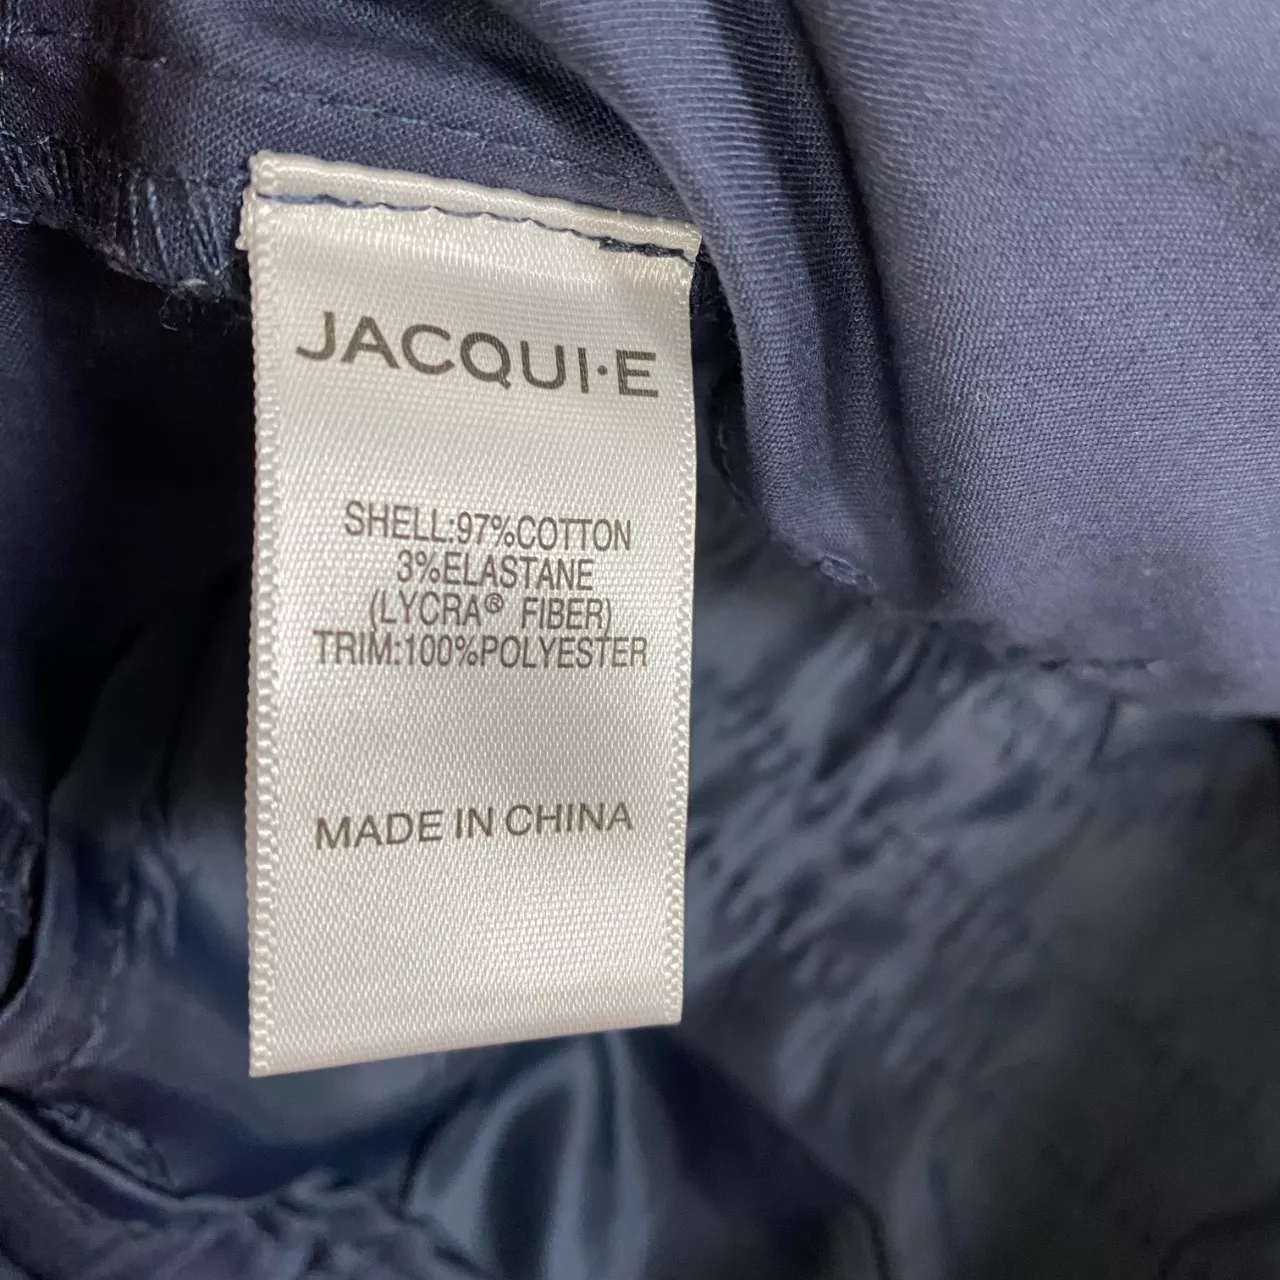 JACQUI·E
SHELL:97%COTTON
3%ELASTANE
(LYCRA® FIBER)
TRIM:100%POLYESTER
MADE IN CHINA